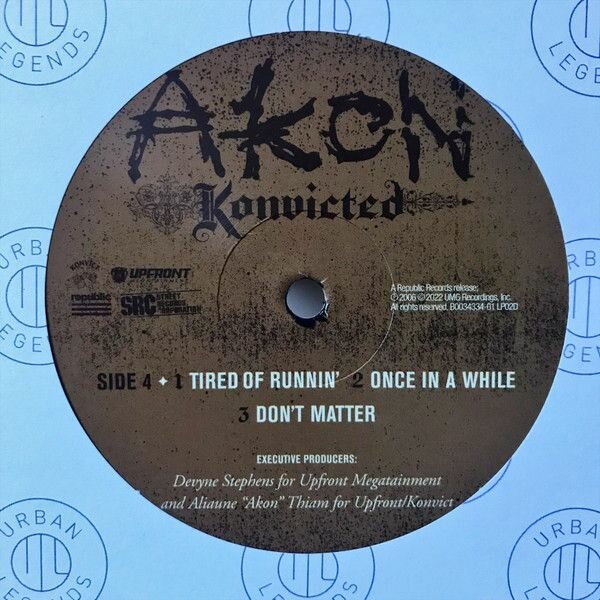 LEGENDS
LEGE
AKON
Konvicted
KONVICT
UPFRONT
republic
SRC STREET RECORDS CORPORATION
A Republic Records release;
℗ 2006 © 2022 UMG Recordings, Inc.
All rights reserved. B0034334-01 LP02D
URBAN
LEGENDS
SIDE 4 ✦ 1 TIRED OF RUNNIN' 2 ONCE IN A WHILE
3 DON'T MATTER
EXECUTIVE PRODUCERS:
Devyne Stephens for Upfront Megatainment
and Aliaune “Akon” Thiam for Upfront/Konvict
URBAN
LEGENDS
URBAN
LEGENDS